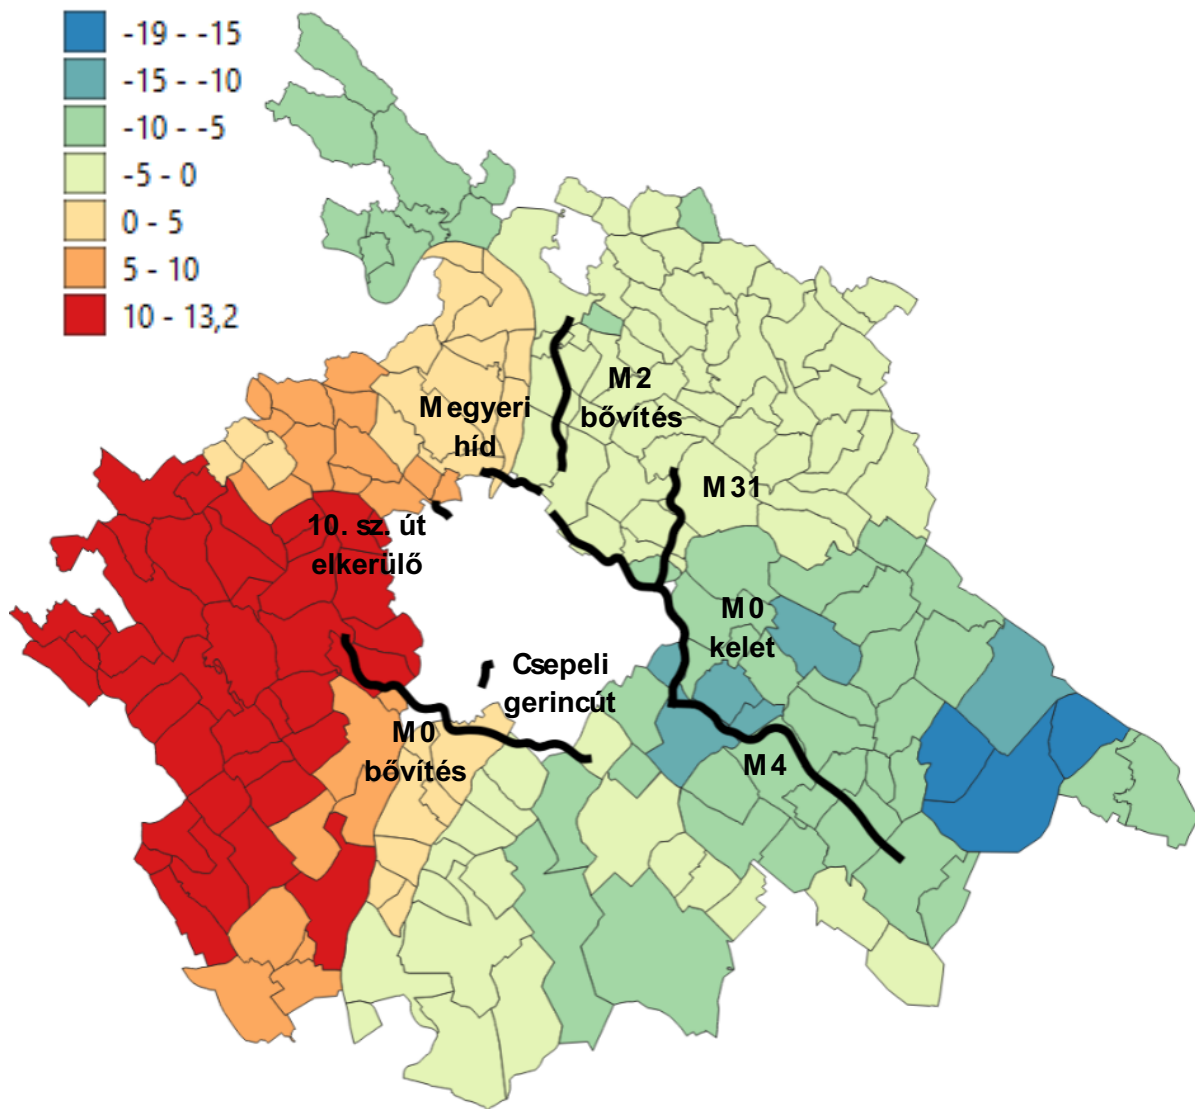 -19 - -15
-15 - -10
-10 - -5
-5 - 0
0 - 5
5 - 10
10 - 13,2
M2
bővítés
Megyeri
híd
M31
10. sz. út
elkerülő
M0
kelet
Csepeli
gerincút
M0
bővítés
M4